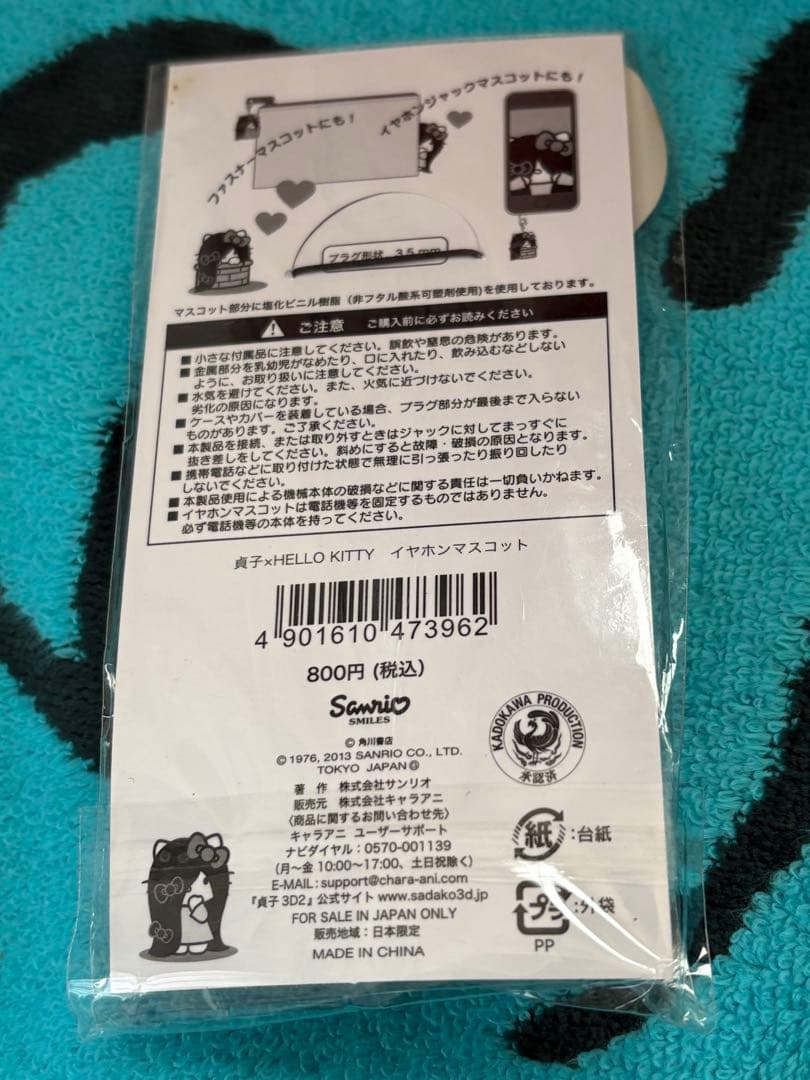 ファスナーマスコットにも!
イヤホンジャックマスコットにも!
プラグ形状 3.5mm
マスコット部分に塩化ビニル樹脂(非フタル酸系可塑剤使用)を使用しております。
ご注意 ご購入前に必ずお読みください
■小さな付属品に注意してください。誤飲や窒息の危険があります。
■金属部分を乳幼児がなめたり、口に入れたり、飲み込むなどしない
ように、お取り扱いに注意してください。
■水気を避けてください。また、火気に近づけないでください。
劣化の原因になります。
■ケースやカバーを装着している場合、プラグ部分が最後まで入らない
ものがあります。ご了承ください。
■本製品を接続、または取り外すときはジャックに対してまっすぐに
抜き差しをしてください。斜めにすると故障・破損の原因となります。
■携帯電話などに取り付けた状態で無理に引っ張ったり振り回したり
しないでください。
■本製品使用による機械本体の破損などに関する責任は一切負いかねます。
■イヤホンマスコットは電話機等を固定するものではありません。
必ず電話機等の本体を持ってください。
貞子×HELLO KITTY イヤホンマスコット
4 901610 473962
800円(税込)
Sanrio
SMILES
© 角川書店
© 1976, 2013 SANRIO CO., LTD.
TOKYO JAPAN Ⓛ
著作 株式会社サンリオ
販売元 株式会社キャラアニ
〈商品に関するお問い合わせ先〉
キャラアニ ユーザーサポート
ナビダイヤル:0570-001139
(月~金 10:00~17:00、土日祝除く)
E-MAIL:support@chara-ani.com
『貞子3D2』公式サイト www.sadako3d.jp
FOR SALE IN JAPAN ONLY
販売地域:日本限定
MADE IN CHINA
KADOKAWA PRODUCTION
承認済
紙:台紙
プラ:外袋
PP